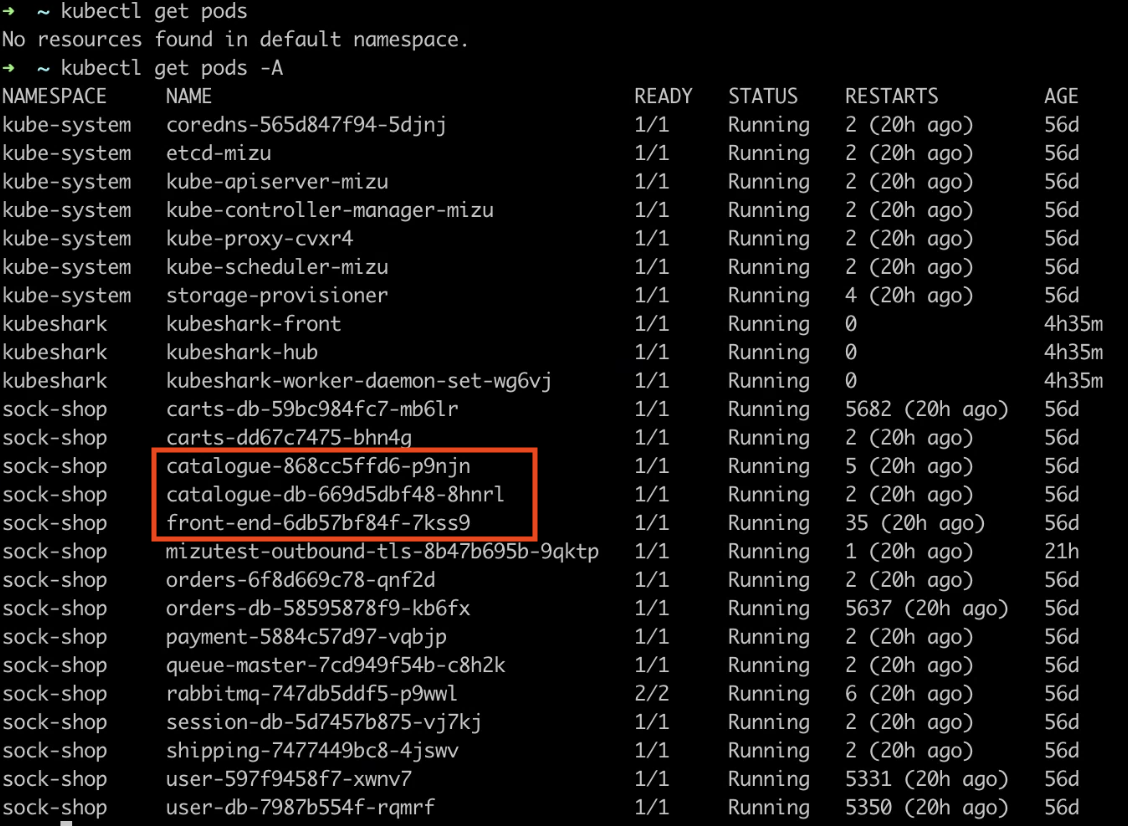 ➜  ~ kubectl get pods
No resources found in default namespace.
➜  ~ kubectl get pods -A
NAMESPACE     NAME                                    READY   STATUS    RESTARTS         AGE
kube-system   coredns-565d847f94-5djnj                1/1     Running   2 (20h ago)      56d
kube-system   etcd-mizu                               1/1     Running   2 (20h ago)      56d
kube-system   kube-apiserver-mizu                     1/1     Running   2 (20h ago)      56d
kube-system   kube-controller-manager-mizu            1/1     Running   2 (20h ago)      56d
kube-system   kube-proxy-cvxr4                        1/1     Running   2 (20h ago)      56d
kube-system   kube-scheduler-mizu                     1/1     Running   2 (20h ago)      56d
kube-system   storage-provisioner                     1/1     Running   4 (20h ago)      56d
kubeshark     kubeshark-front                         1/1     Running   0                4h35m
kubeshark     kubeshark-hub                           1/1     Running   0                4h35m
kubeshark     kubeshark-worker-daemon-set-wg6vj       1/1     Running   0                4h35m
sock-shop     carts-db-59bc984fc7-mb6lr               1/1     Running   5682 (20h ago)   56d
sock-shop     carts-dd67c7475-bhn4g                   1/1     Running   2 (20h ago)      56d
sock-shop     catalogue-868cc5ffd6-p9njn              1/1     Running   5 (20h ago)      56d
sock-shop     catalogue-db-669d5dbf48-8hnrl           1/1     Running   2 (20h ago)      56d
sock-shop     front-end-6db57bf84f-7kss9              1/1     Running   35 (20h ago)     56d
sock-shop     mizutest-outbound-tls-8b47b695b-9qktp   1/1     Running   1 (20h ago)      21h
sock-shop     orders-6f8d669c78-qnf2d                 1/1     Running   2 (20h ago)      56d
sock-shop     orders-db-58595878f9-kb6fx              1/1     Running   5637 (20h ago)   56d
sock-shop     payment-5884c57d97-vqbjp                1/1     Running   2 (20h ago)      56d
sock-shop     queue-master-7cd949f54b-c8h2k           1/1     Running   2 (20h ago)      56d
sock-shop     rabbitmq-747db5ddf5-p9wwl               2/2     Running   6 (20h ago)      56d
sock-shop     session-db-5d7457b875-vj7kj             1/1     Running   2 (20h ago)      56d
sock-shop     shipping-7477449bc8-4jswv               1/1     Running   2 (20h ago)      56d
sock-shop     user-597f9458f7-xwnv7                   1/1     Running   5331 (20h ago)   56d
sock-shop     user-db-7987b554f-rqmrf                 1/1     Running   5350 (20h ago)   56d